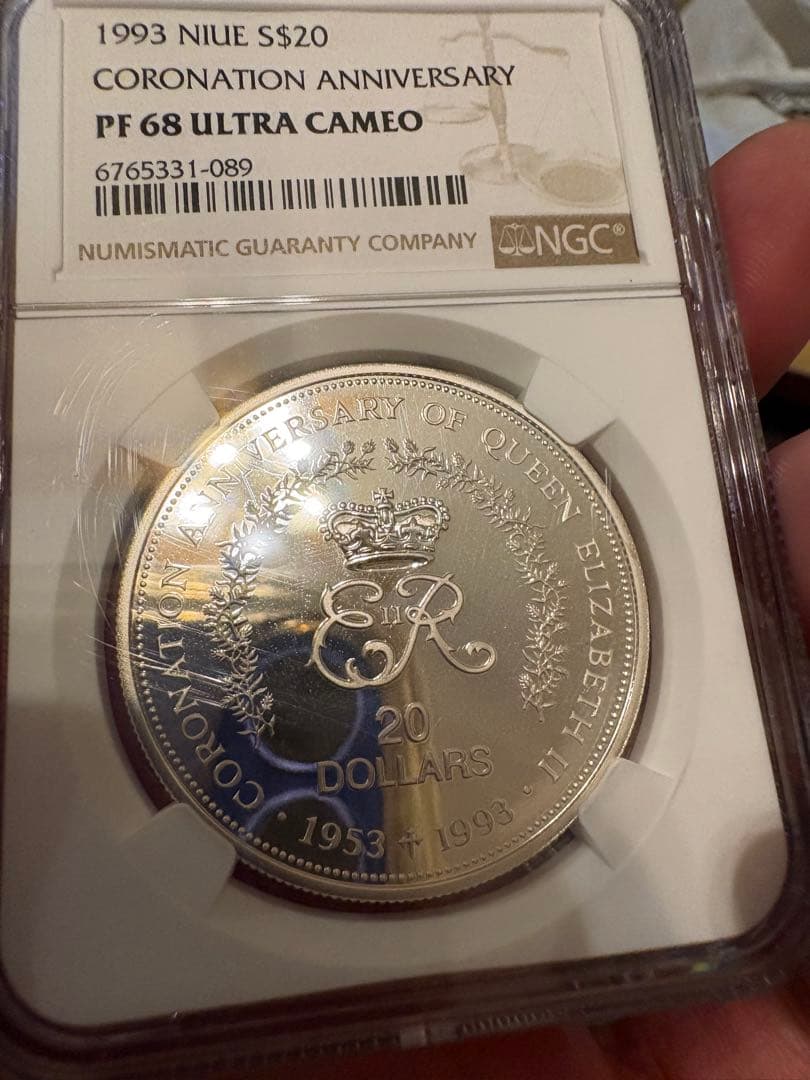 1993 NIUE S$20
CORONATION ANNIVERSARY
PF 68 ULTRA CAMEO
6765331-089
NUMISMATIC GUARANTY COMPANY
NGC®
CORONATION ANNIVERSARY OF QUEEN ELIZABETH II
EIIR
20
DOLLARS
· 1953 + 1993 ·